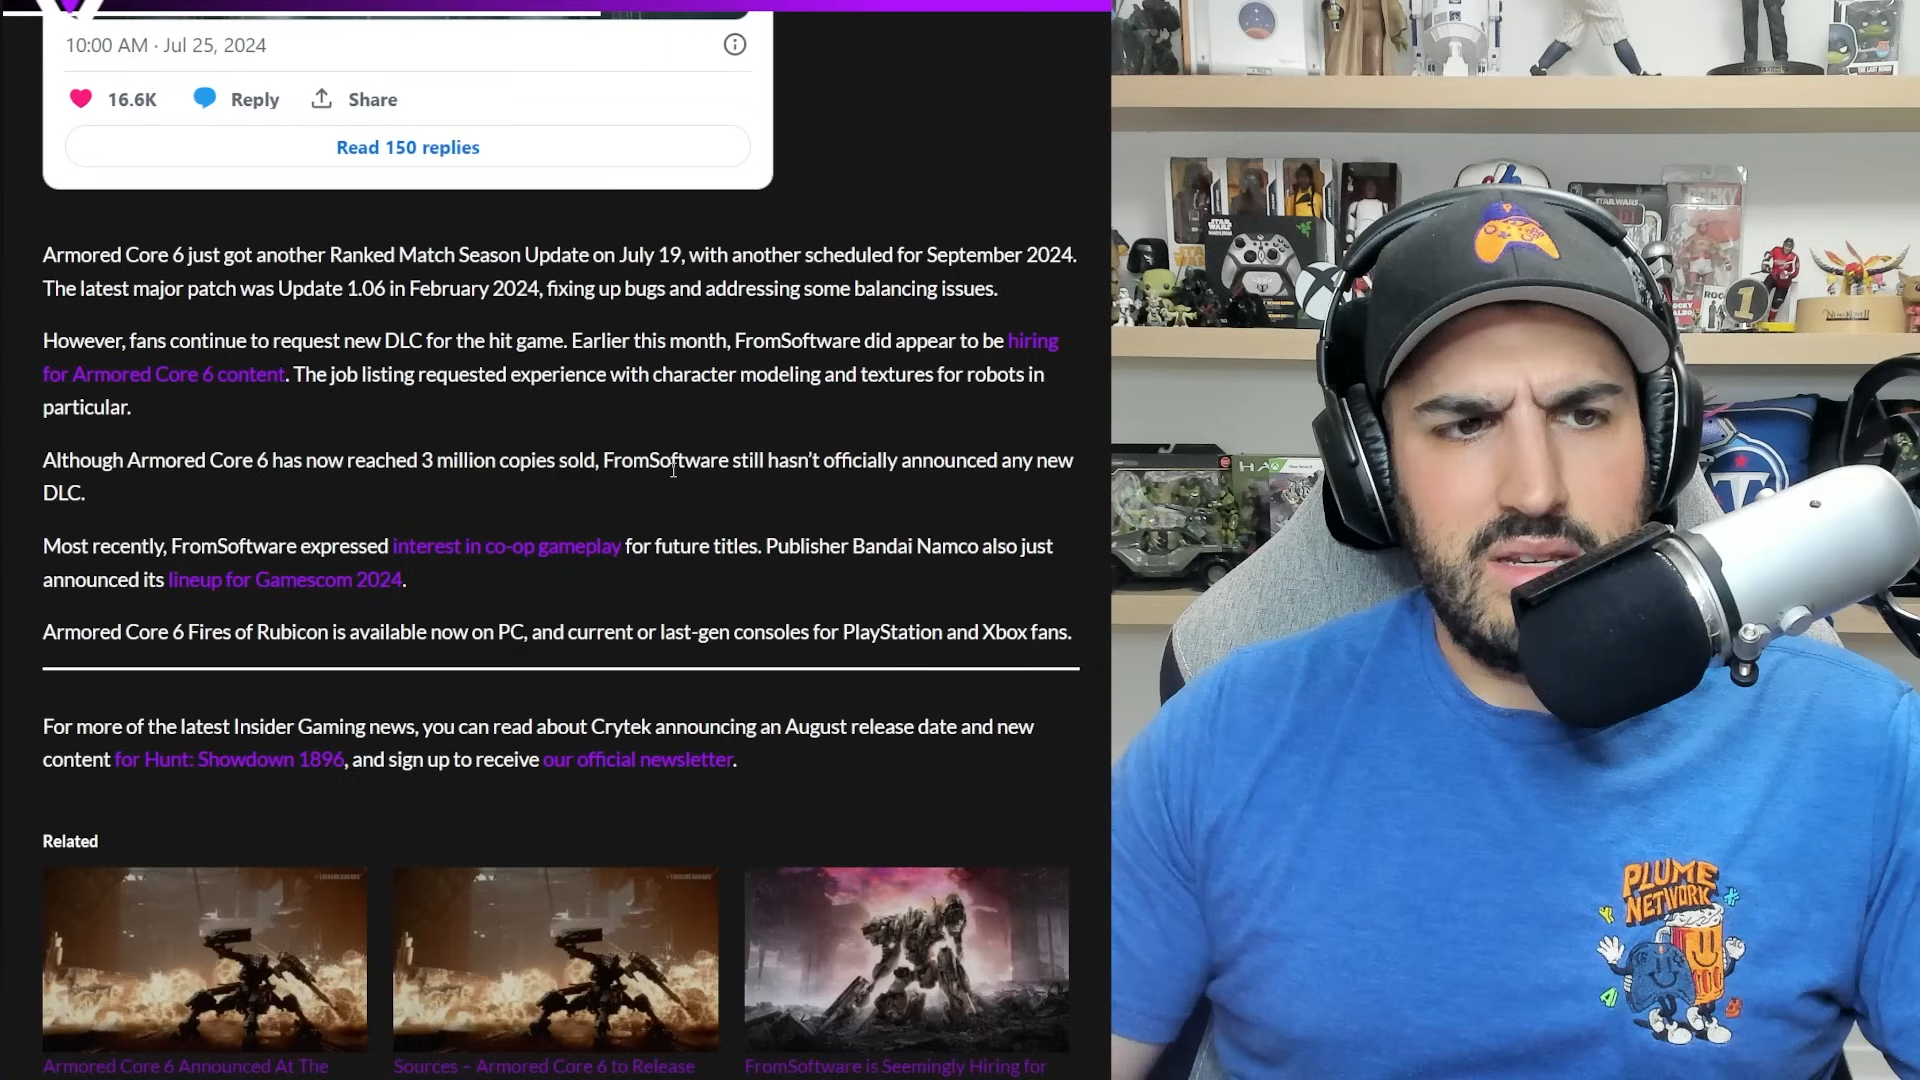 10:00 AM · Jul 25, 2024
16.6K Reply Share
Read 150 replies
Armored Core 6 just got another Ranked Match Season Update on July 19, with another scheduled for September 2024.
The latest major patch was Update 1.06 in February 2024, fixing up bugs and addressing some balancing issues.
However, fans continue to request new DLC for the hit game. Earlier this month, FromSoftware did appear to be hiring
for Armored Core 6 content. The job listing requested experience with character modeling and textures for robots in
particular.
Although Armored Core 6 has now reached 3 million copies sold, FromSoftware still hasn’t officially announced any new
DLC.
Most recently, FromSoftware expressed interest in co-op gameplay for future titles. Publisher Bandai Namco also just
announced its lineup for Gamescom 2024.
Armored Core 6 Fires of Rubicon is available now on PC, and current or last-gen consoles for PlayStation and Xbox fans.
For more of the latest Insider Gaming news, you can read about Crytek announcing an August release date and new
content for Hunt: Showdown 1896, and sign up to receive our official newsletter.
Related
Armored Core 6 Announced At The
Sources – Armored Core 6 to Release
FromSoftware is Seemingly Hiring for
STAR WARS
STAR WARS
1
PLUME
NETWORK